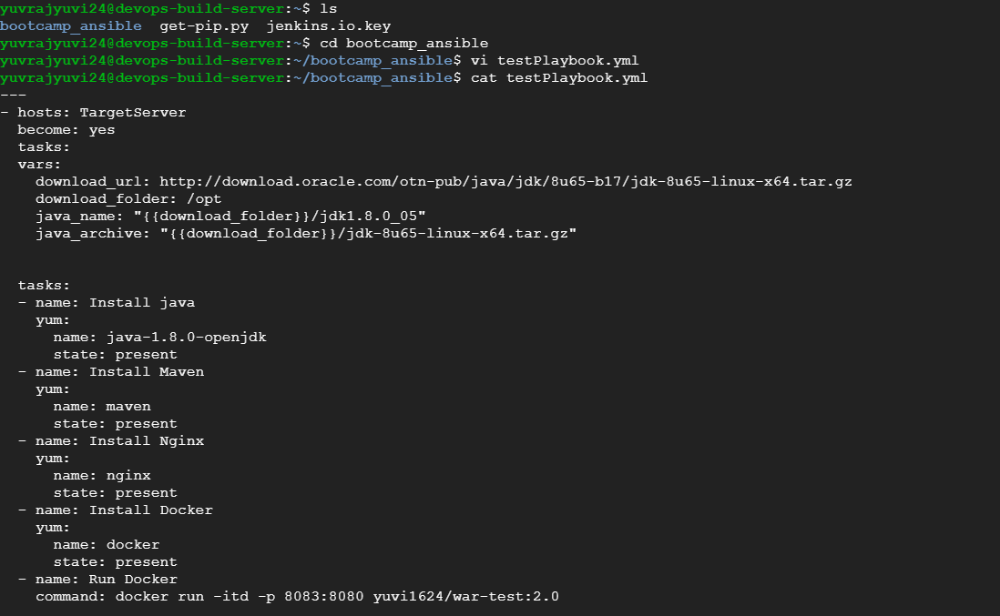 yuvrajyuvi24@devops-build-server:~$ ls
bootcamp_ansible  get-pip.py  jenkins.io.key
yuvrajyuvi24@devops-build-server:~$ cd bootcamp_ansible
yuvrajyuvi24@devops-build-server:~/bootcamp_ansible$ vi testPlaybook.yml
yuvrajyuvi24@devops-build-server:~/bootcamp_ansible$ cat testPlaybook.yml
---
- hosts: TargetServer
  become: yes
  tasks:
  vars:
    download_url: http://download.oracle.com/otn-pub/java/jdk/8u65-b17/jdk-8u65-linux-x64.tar.gz
    download_folder: /opt
    java_name: "{{download_folder}}/jdk1.8.0_05"
    java_archive: "{{download_folder}}/jdk-8u65-linux-x64.tar.gz"
  tasks:
  - name: Install java
    yum:
      name: java-1.8.0-openjdk
      state: present
  - name: Install Maven
    yum:
      name: maven
      state: present
  - name: Install Nginx
    yum:
      name: nginx
      state: present
  - name: Install Docker
    yum:
      name: docker
      state: present
  - name: Run Docker
    command: docker run -itd -p 8083:8080 yuvi1624/war-test:2.0